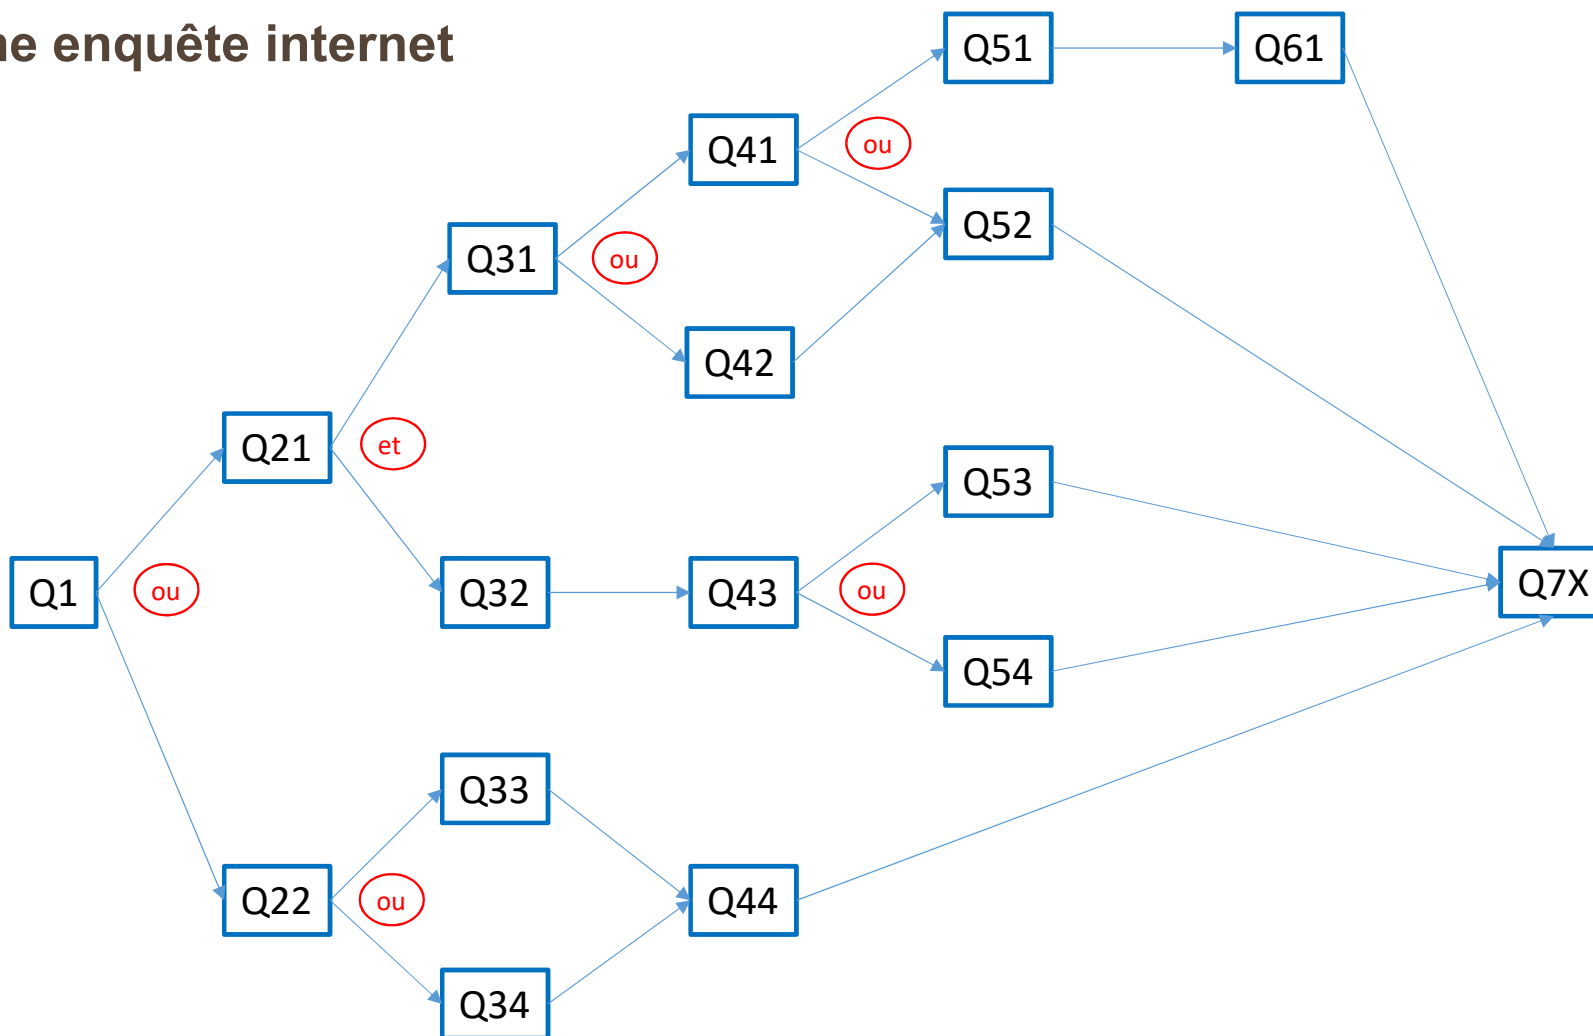 ne enquête internet
Q51
Q61
Q41
ou
Q52
Q31
ou
Q42
Q21
et
Q53
Q1
ou
Q32
Q43
ou
Q7X
Q54
Q33
Q22
ou
Q44
Q34